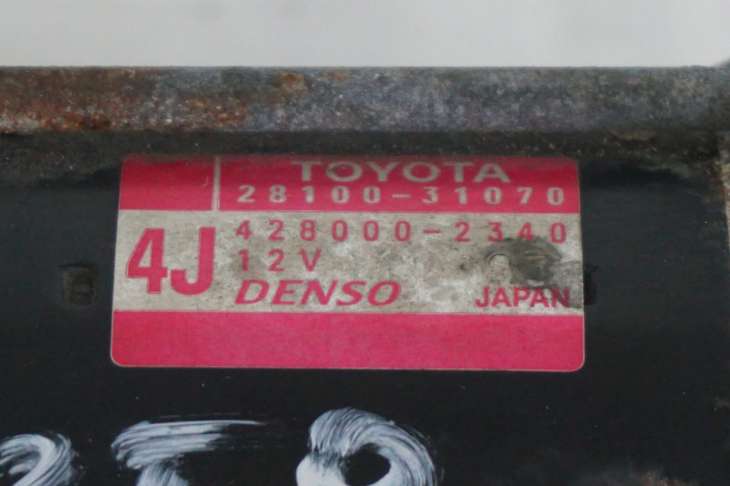 TOYOTA
28100-31070
4J
428000-2340
12V
DENSO
JAPAN